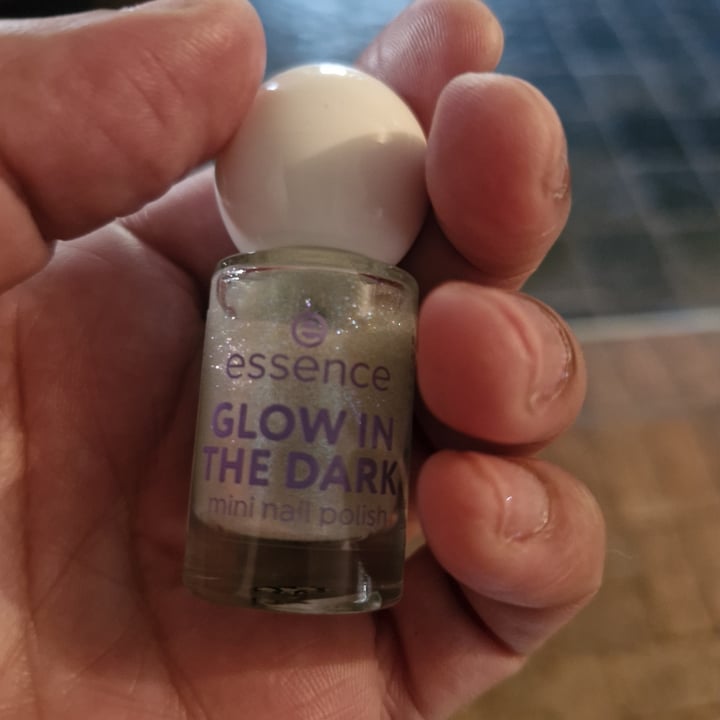 essence
GLOW IN
THE DARK
mini nail polish